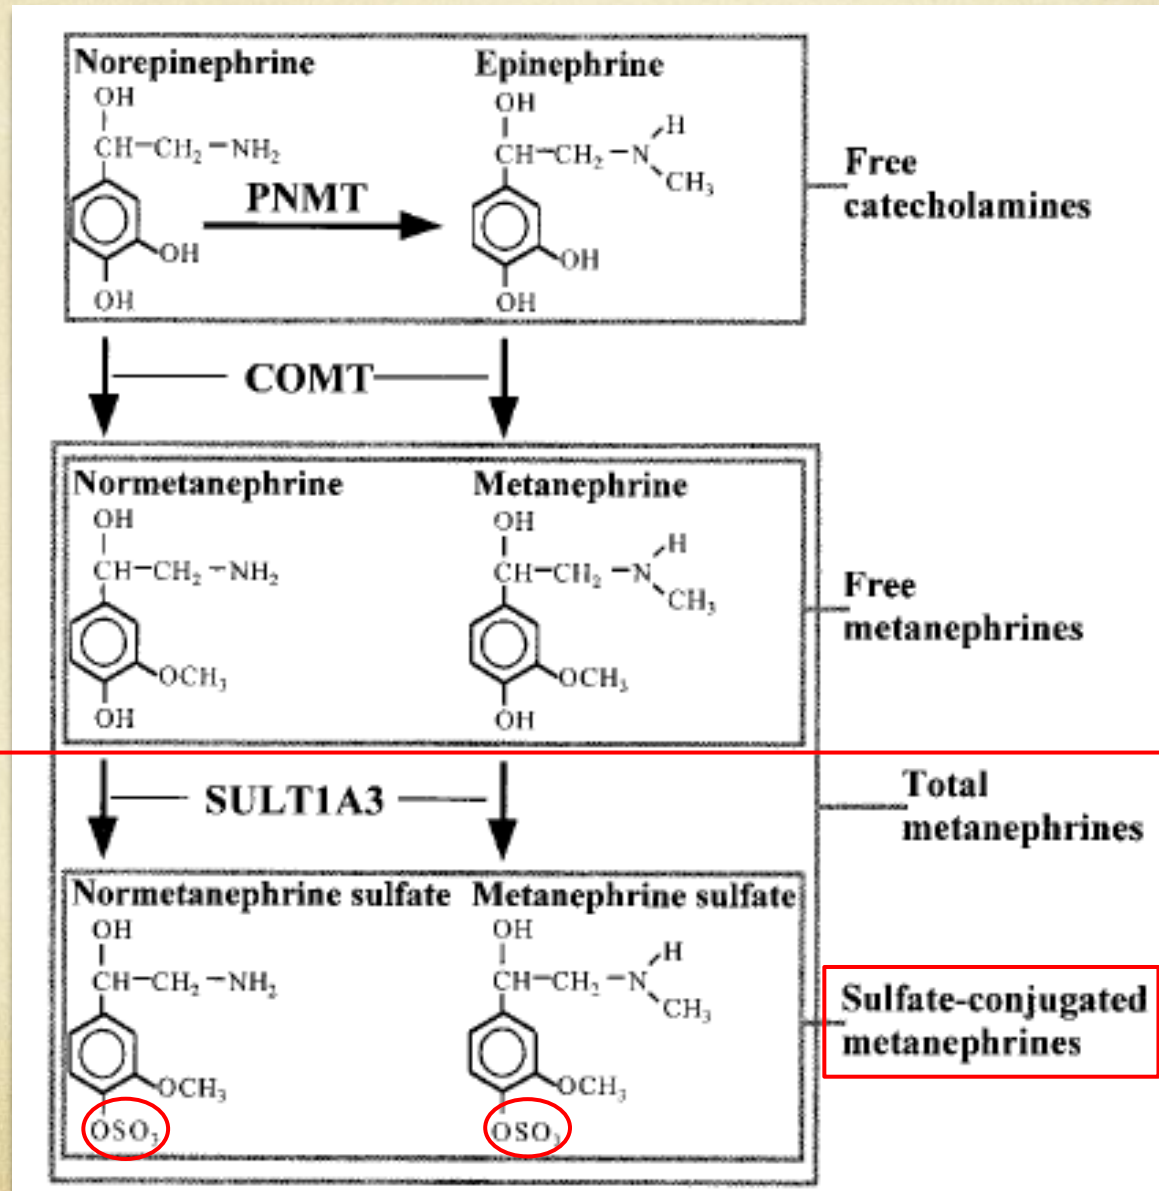 Norepinephrine
Epinephrine
OH
CH-CH₂-NH₂
OH
OH
OH
CH-CH₂-N
H
CH₃
OH
OH
PNMT
Free
catecholamines
COMT
Normetanephrine
Metanephrine
OH
CH-CH₂-NH₂
OCH₃
OH
OH
CH-CH₂-N
H
CH₃
OCH₃
OH
Free
metanephrines
SULT1A3
Total
metanephrines
Normetanephrine sulfate
Metanephrine sulfate
OH
CH-CH₂-NH₂
OCH₃
OSO₃
OH
CH-CH₂-N
H
CH₃
OCH₃
OSO₃
Sulfate-conjugated
metanephrines